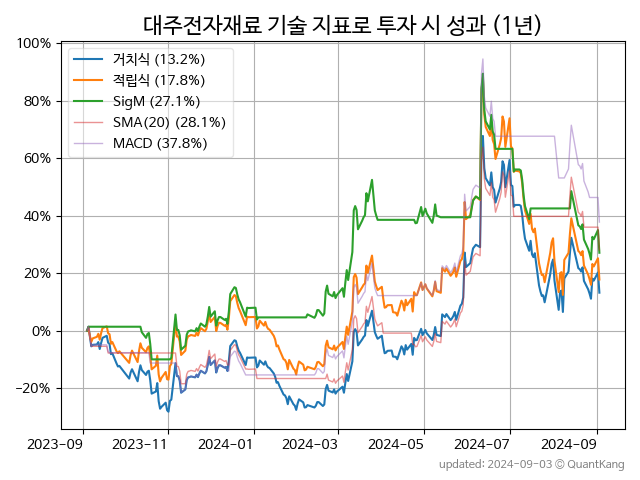 대주전자재료 기술 지표로 투자 시 성과 (1년)
100%
80%
60%
40%
20%
0%
−20%
거치식 (13.2%)
적립식 (17.8%)
SigM (27.1%)
SMA(20) (28.1%)
MACD (37.8%)
2023-09
2023-11
2024-01
2024-03
2024-05
2024-07
2024-09
updated: 2024-09-03 © QuantKang